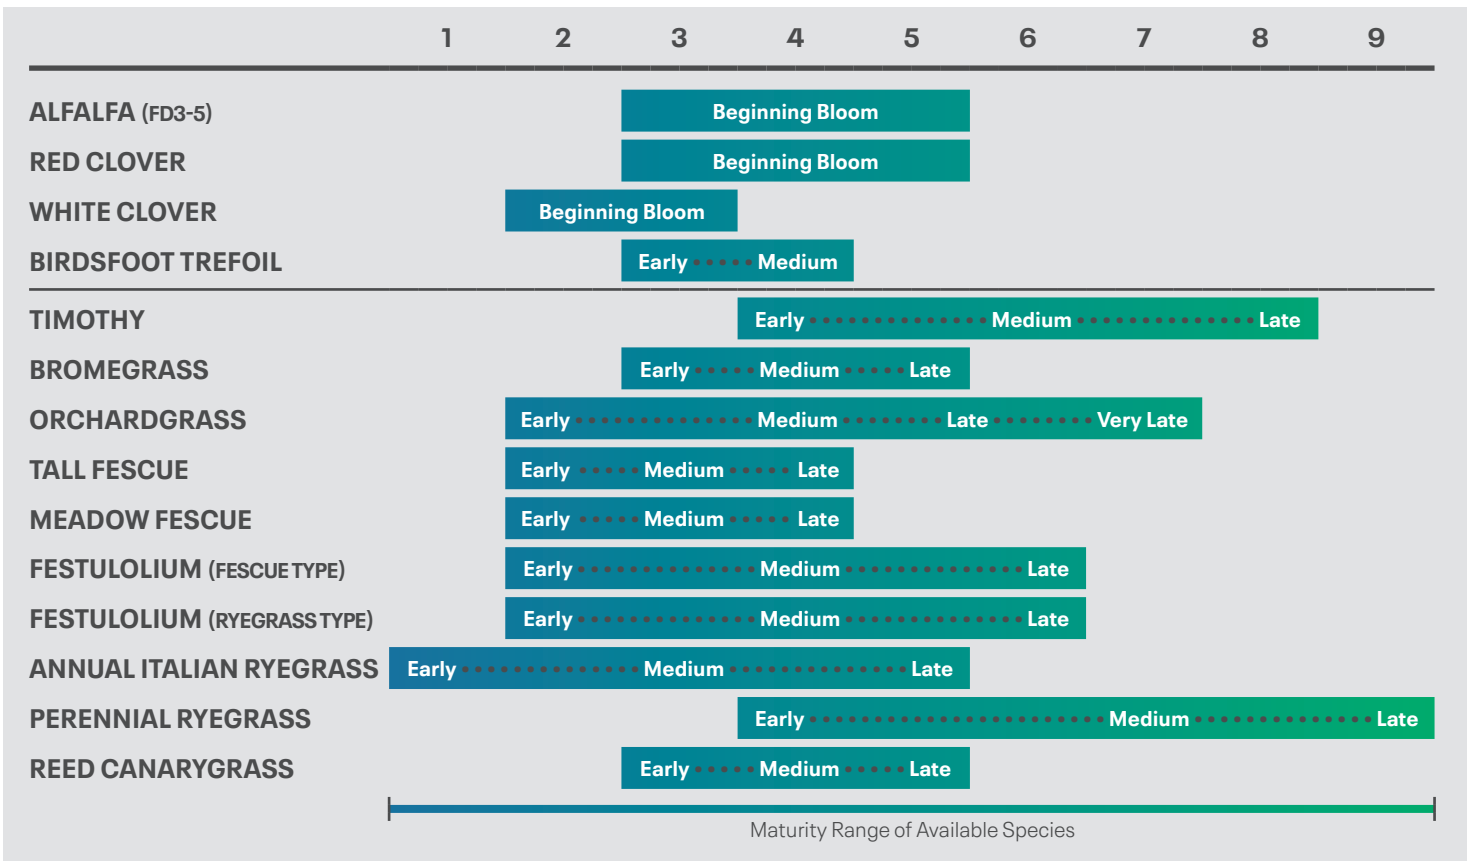 1 2 3 4 5 6 7 8 9
ALFALFA (FD3-5) Beginning Bloom
RED CLOVER Beginning Bloom
WHITE CLOVER Beginning Bloom
BIRDSFOOT TREFOIL Early Medium
TIMOTHY Early Medium Late
BROMEGRASS Early Medium Late
ORCHARDGRASS Early Medium Late Very Late
TALL FESCUE Early Medium Late
MEADOW FESCUE Early Medium Late
FESTULOLIUM (FESCUE TYPE) Early Medium Late
FESTULOLIUM (RYEGRASS TYPE) Early Medium Late
ANNUAL ITALIAN RYEGRASS Early Medium Late
PERENNIAL RYEGRASS Early Medium Late
REED CANARYGRASS Early Medium Late
Maturity Range of Available Species